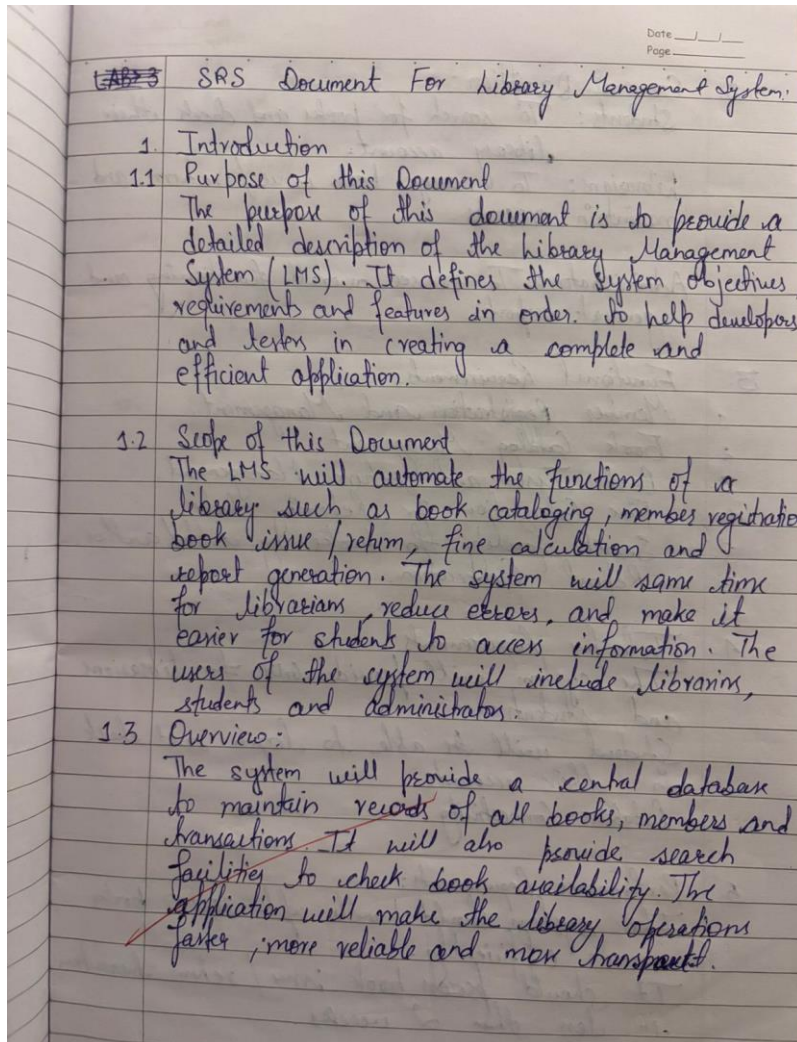 Date __/__/__
Page
LAB-3 SRS Document For Library Management System.
1. Introduction
1.1 Purpose of this Document
The purpose of this document is to provide a
detailed description of the Library Management
System (LMS). It defines the system objectives
requirements and features in order. to help developers
and testers in creating a complete and
efficient application.
1.2 Scope of this Document
The LMS will automate the functions of a
library such as book cataloging, member registratio
book issue / return, fine calculation and
report generation. The system will same time
for librarians, reduce errors, and make it
easier for students to access information. The
users of the system will include librarins,
students and administrators.
1.3 Overview:
The system will provide a central database
to maintain records of all books, members and
transactions. It will also provide search
facilities to check book availability. The
application will make the library operations
faster, more reliable and more transparent.